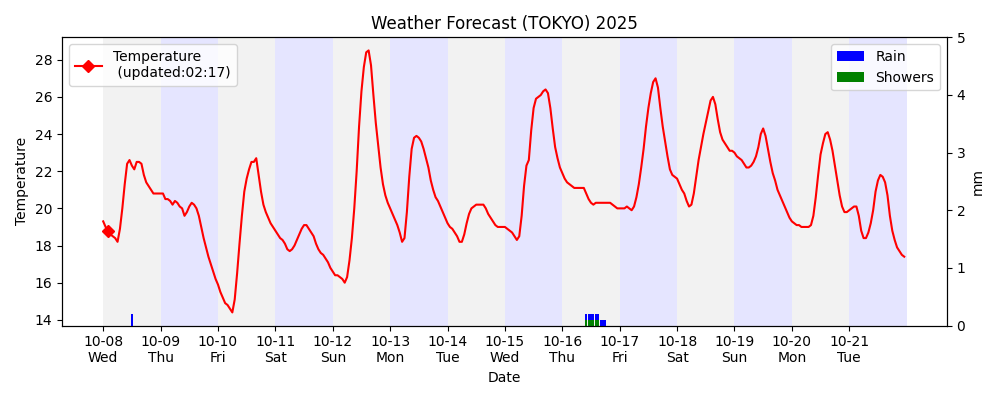 Weather Forecast (TOKYO) 2025
Temperature
(updated:02:17)
Rain
Showers
Temperature
28
26
24
22
20
18
16
14
5
4
3
2
1
0
mm
10-08 10-09 10-10 10-11 10-12 10-13 10-14 10-15 10-16 10-17 10-18 10-19 10-20 10-21
Wed Thu Fri Sat Sun Mon Tue Wed Thu Fri Sat Sun Mon Tue
Date